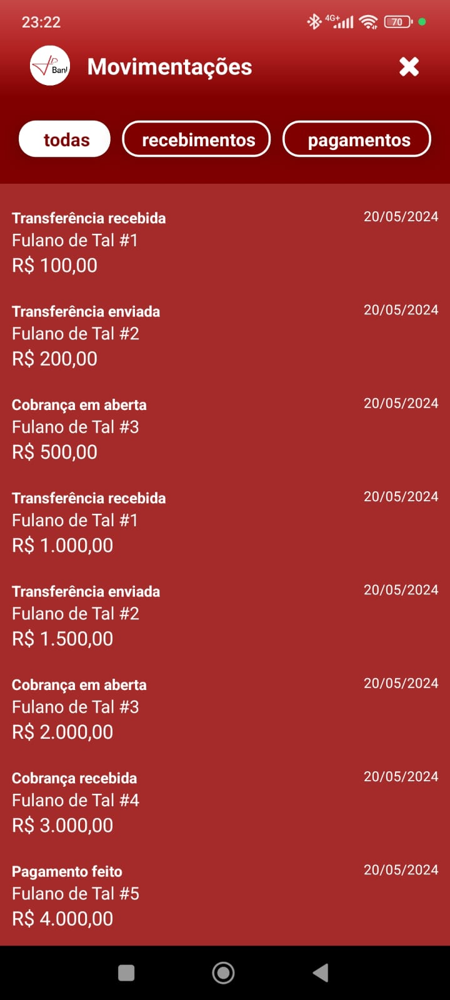 23:22
4G+
70
Ban
Movimentações
todas
recebimentos
pagamentos
Transferência recebida
20/05/2024
Fulano de Tal #1
R$ 100,00
Transferência enviada
20/05/2024
Fulano de Tal #2
R$ 200,00
Cobrança em aberta
20/05/2024
Fulano de Tal #3
R$ 500,00
Transferência recebida
20/05/2024
Fulano de Tal #1
R$ 1.000,00
Transferência enviada
20/05/2024
Fulano de Tal #2
R$ 1.500,00
Cobrança em aberta
20/05/2024
Fulano de Tal #3
R$ 2.000,00
Cobrança recebida
20/05/2024
Fulano de Tal #4
R$ 3.000,00
Pagamento feito
20/05/2024
Fulano de Tal #5
R$ 4.000,00